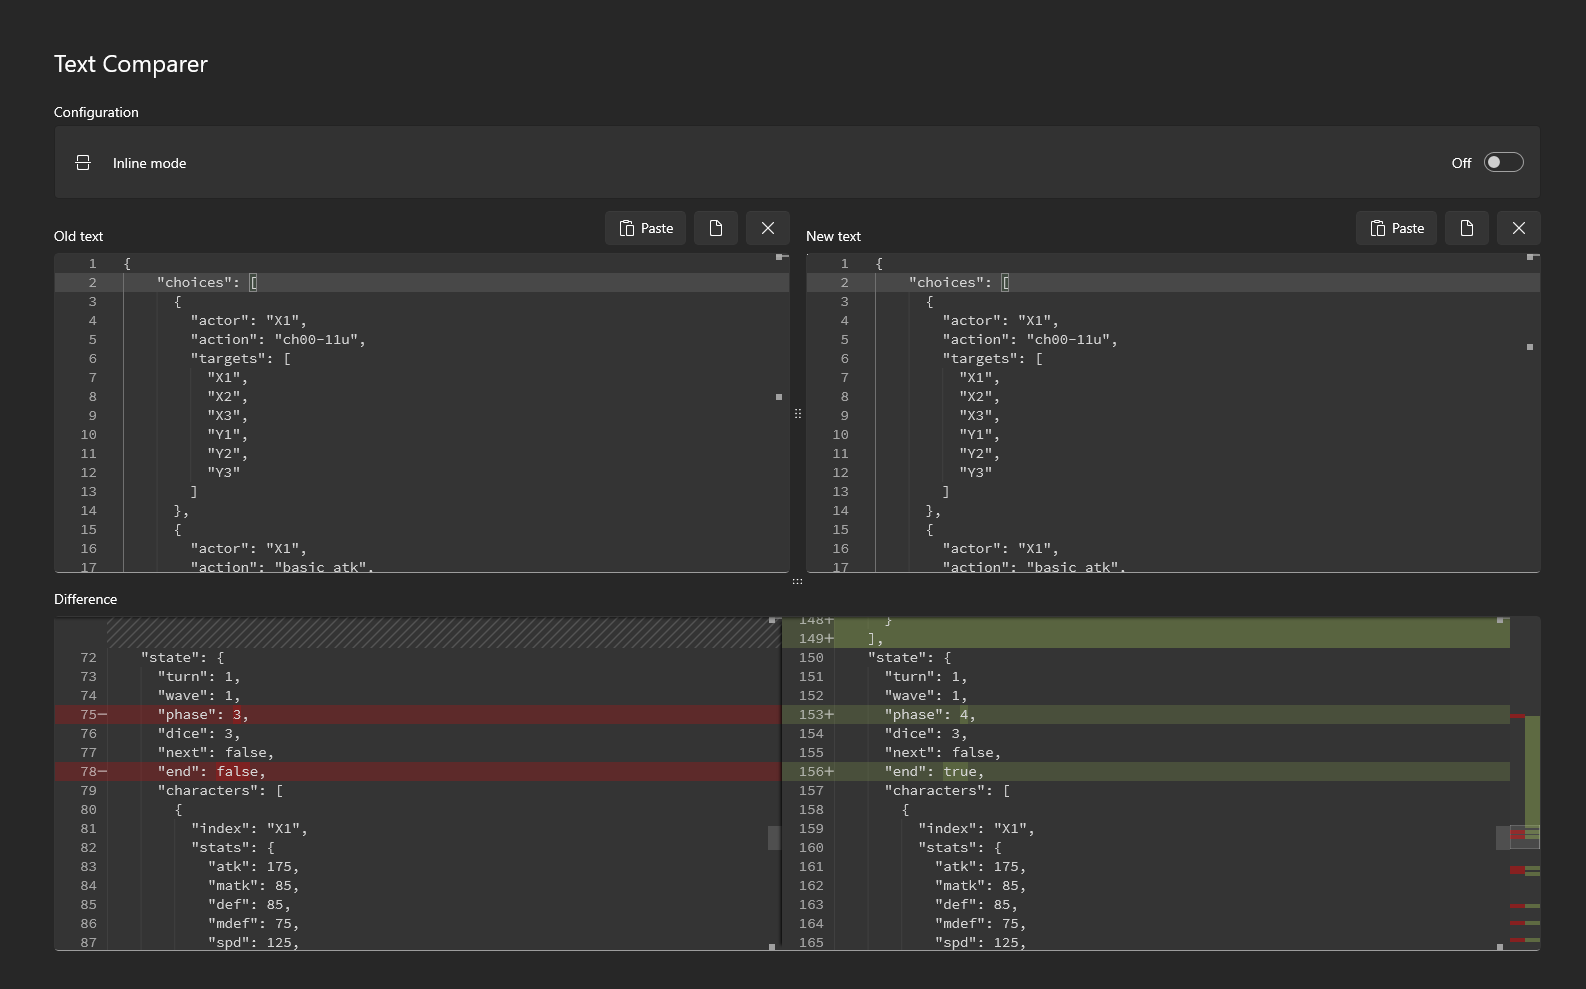 Text Comparer
Configuration
Inline mode
Off
Old text
Paste
New text
Paste
1 {
2 "choices": [
3 {
4 "actor": "X1",
5 "action": "ch00-11u",
6 "targets": [
7 "X1",
8 "X2",
9 "X3",
10 "Y1",
11 "Y2",
12 "Y3"
13 ]
14 },
15 {
16 "actor": "X1",
17 "action": "basic_atk",
1 {
2 "choices": [
3 {
4 "actor": "X1",
5 "action": "ch00-11u",
6 "targets": [
7 "X1",
8 "X2",
9 "X3",
10 "Y1",
11 "Y2",
12 "Y3"
13 ]
14 },
15 {
16 "actor": "X1",
17 "action": "basic_atk",
Difference
72 "state": {
73 "turn": 1,
74 "wave": 1,
75− "phase": 3,
76 "dice": 3,
77 "next": false,
78− "end": false,
79 "characters": [
80 {
81 "index": "X1",
82 "stats": {
83 "atk": 175,
84 "matk": 85,
85 "def": 85,
86 "mdef": 75,
87 "spd": 125,
148+ }
149+ ],
150 "state": {
151 "turn": 1,
152 "wave": 1,
153+ "phase": 4,
154 "dice": 3,
155 "next": false,
156+ "end": true,
157 "characters": [
158 {
159 "index": "X1",
160 "stats": {
161 "atk": 175,
162 "matk": 85,
163 "def": 85,
164 "mdef": 75,
165 "spd": 125,